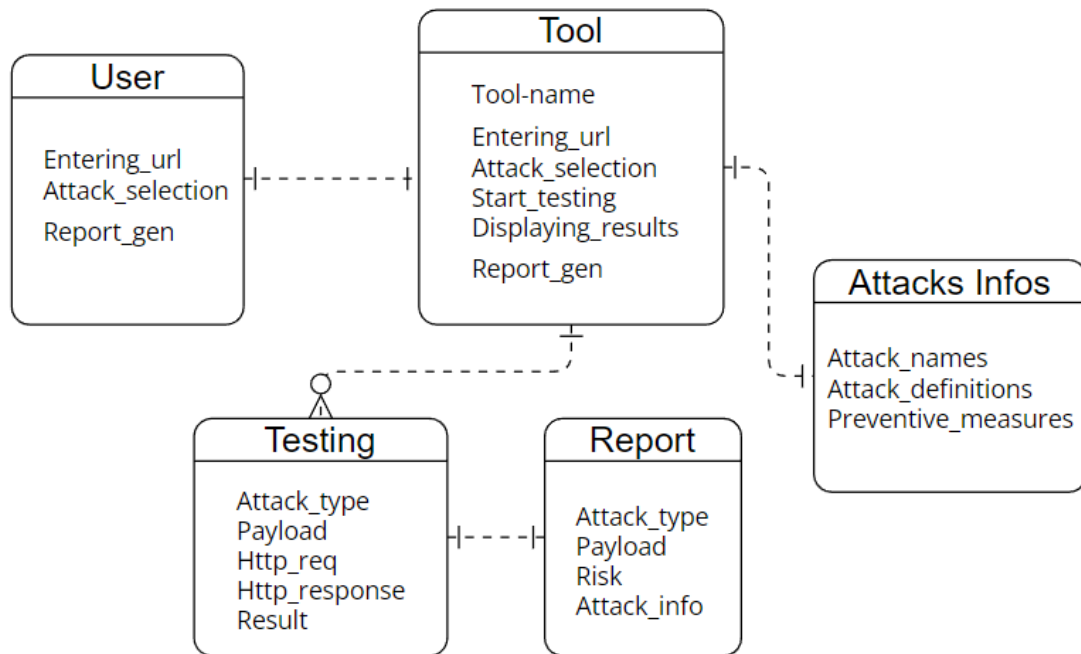 User
Entering_url
Attack_selection
Report_gen
Tool
Tool-name
Entering_url
Attack_selection
Start_testing
Displaying_results
Report_gen
Attacks Infos
Attack_names
Attack_definitions
Preventive_measures
Testing
Attack_type
Payload
Http_req
Http_response
Result
Report
Attack_type
Payload
Risk
Attack_info